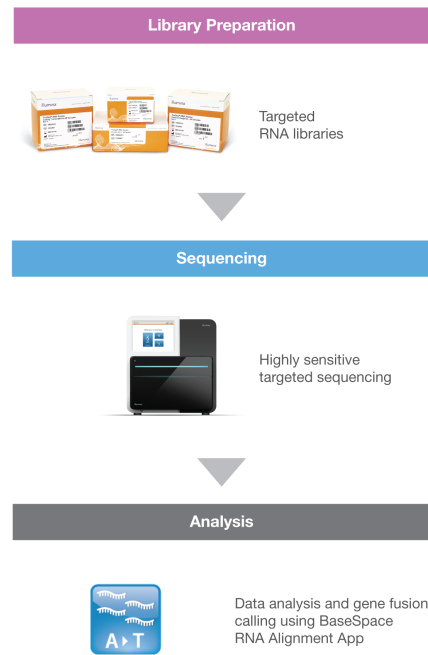 Library Preparation
Targeted
RNA libraries
Sequencing
Highly sensitive
targeted sequencing
Analysis
A T
Data analysis and gene fusion
calling using BaseSpace
RNA Alignment App